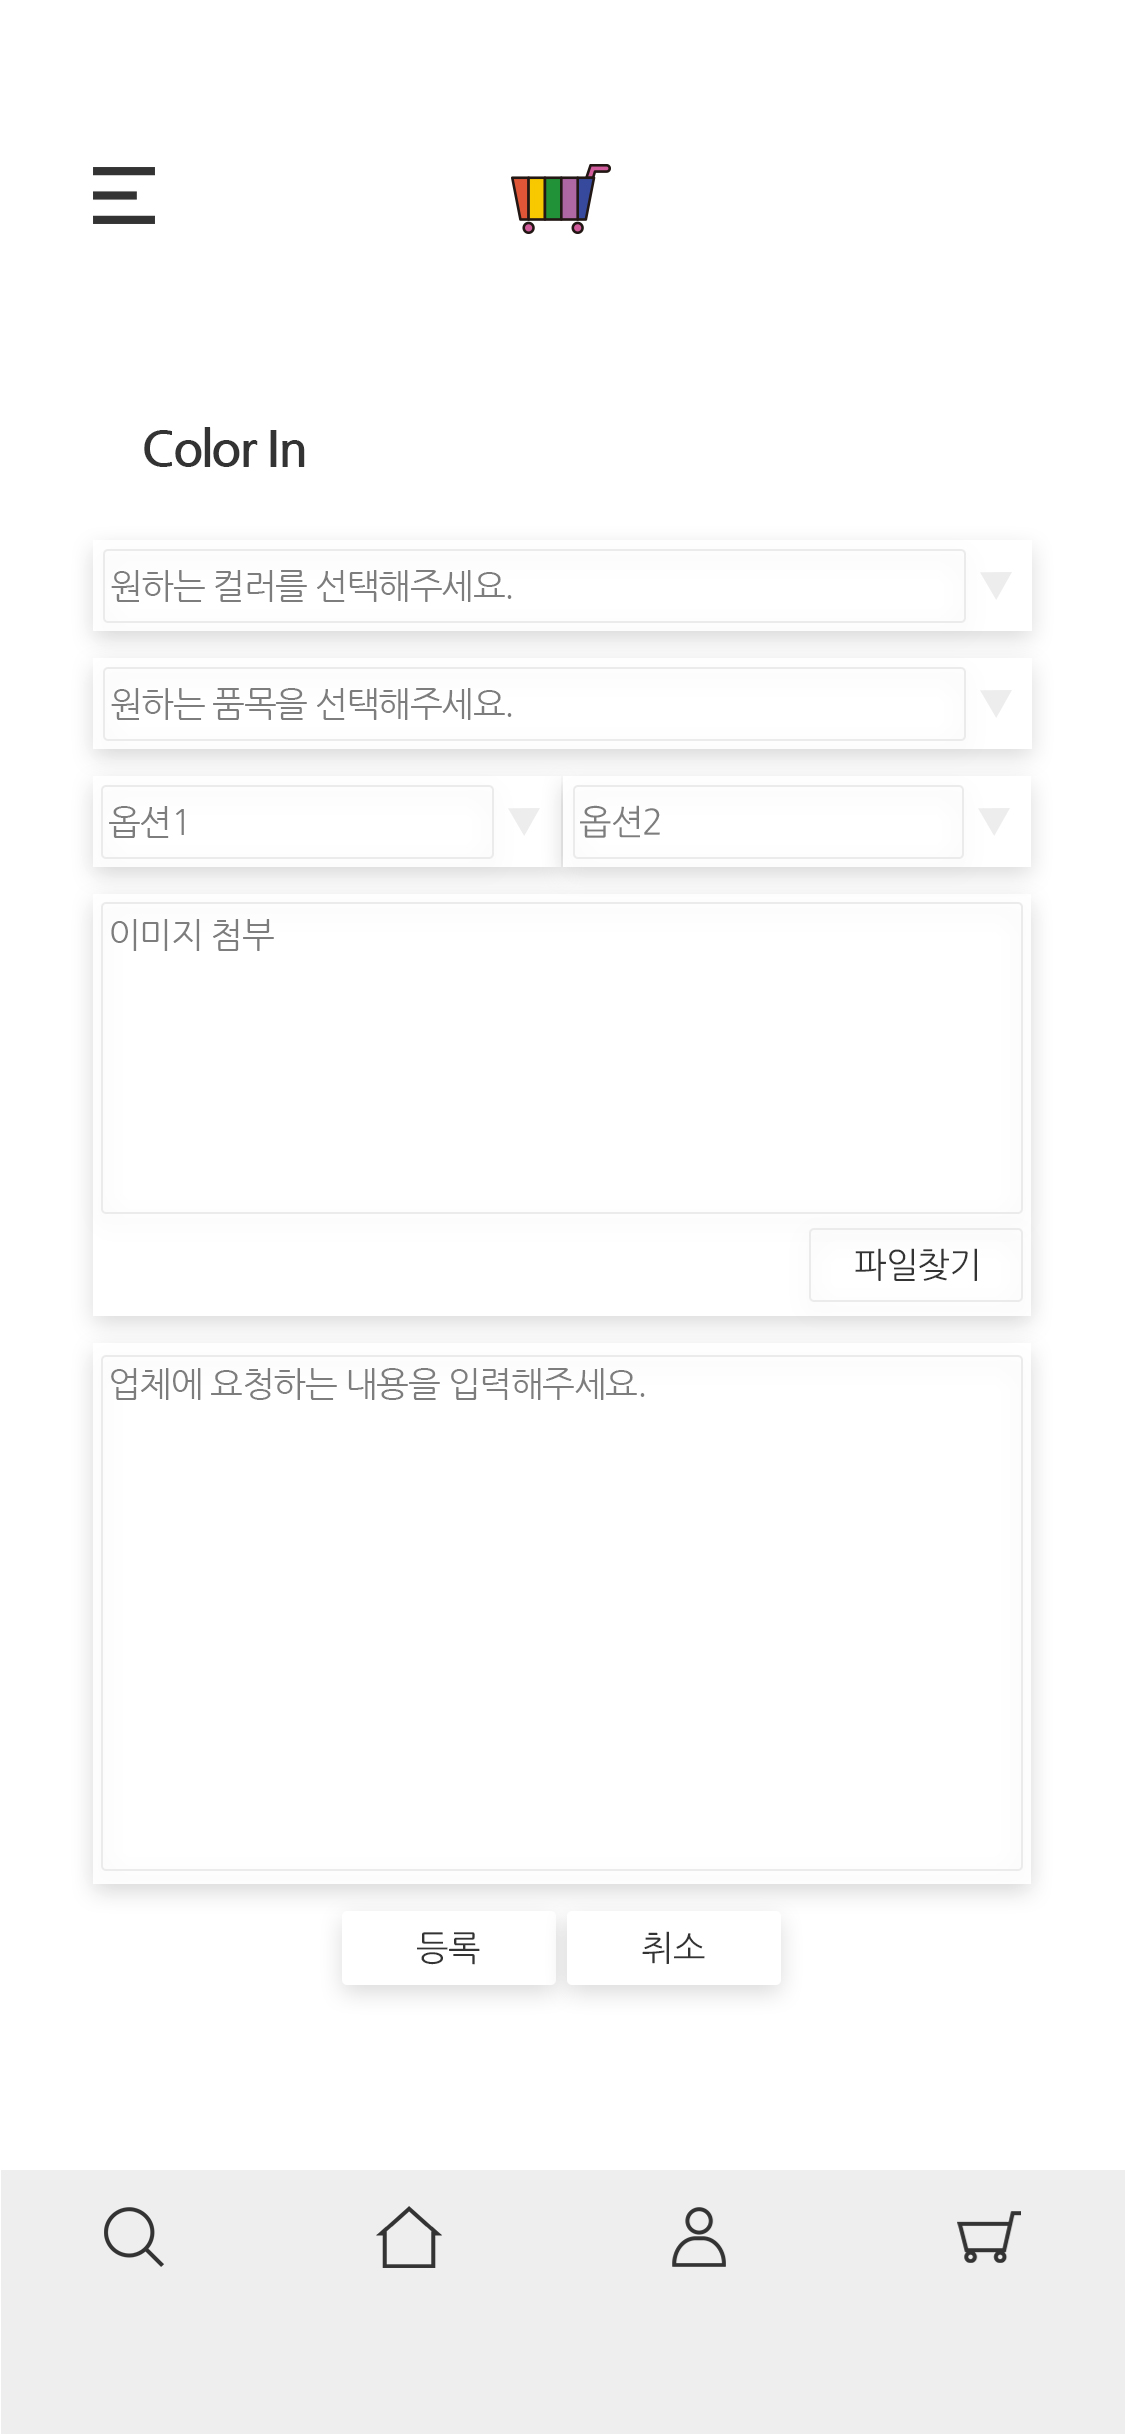 Color In
원하는 컬러를 선택해주세요.
원하는 품목을 선택해주세요.
옵션1
옵션2
이미지 첨부
파일찾기
업체에 요청하는 내용을 입력해주세요.
등록
취소